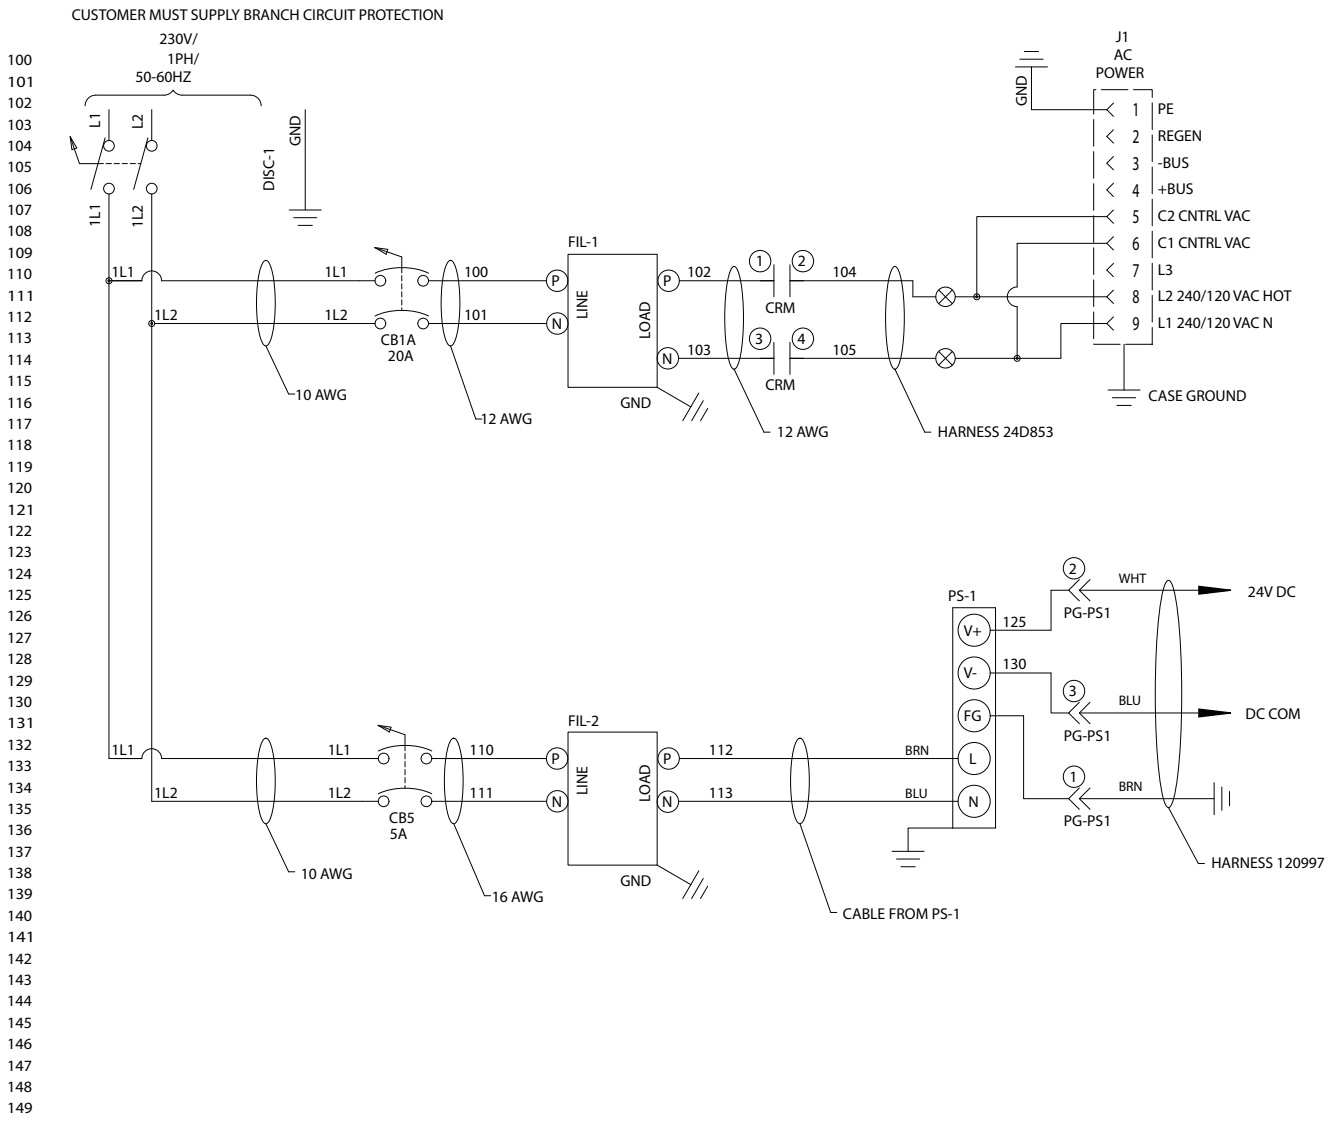 CUSTOMER MUST SUPPLY BRANCH CIRCUIT PROTECTION
230V/
1PH/
50-60HZ
100
101
102
103
104
105
106
107
108
109
110
111
112
113
114
115
116
117
118
119
120
121
122
123
124
125
126
127
128
129
130
131
132
133
134
135
136
137
138
139
140
141
142
143
144
145
146
147
148
149
L1
L2
DISC-1
GND
1L1
1L2
1L1
1L2
1L1
1L2
CB1A
20A
10 AWG
100
101
12 AWG
FIL-1
P
N
LINE
LOAD
P
N
GND
102
103
12 AWG
1
2
CRM
3
4
CRM
104
105
HARNESS 24D853
GND
J1
AC
POWER
1 PE
2 REGEN
3 -BUS
4 +BUS
5 C2 CNTRL VAC
6 C1 CNTRL VAC
7 L3
8 L2 240/120 VAC HOT
9 L1 240/120 VAC N
CASE GROUND
1L1
1L2
1L1
1L2
CB5
5A
10 AWG
110
111
16 AWG
FIL-2
P
N
LINE
LOAD
P
N
GND
112
113
BRN
BLU
CABLE FROM PS-1
PS-1
V+
V-
FG
L
N
125
130
2
PG-PS1
WHT
24V DC
3
PG-PS1
BLU
DC COM
1
PG-PS1
BRN
HARNESS 120997